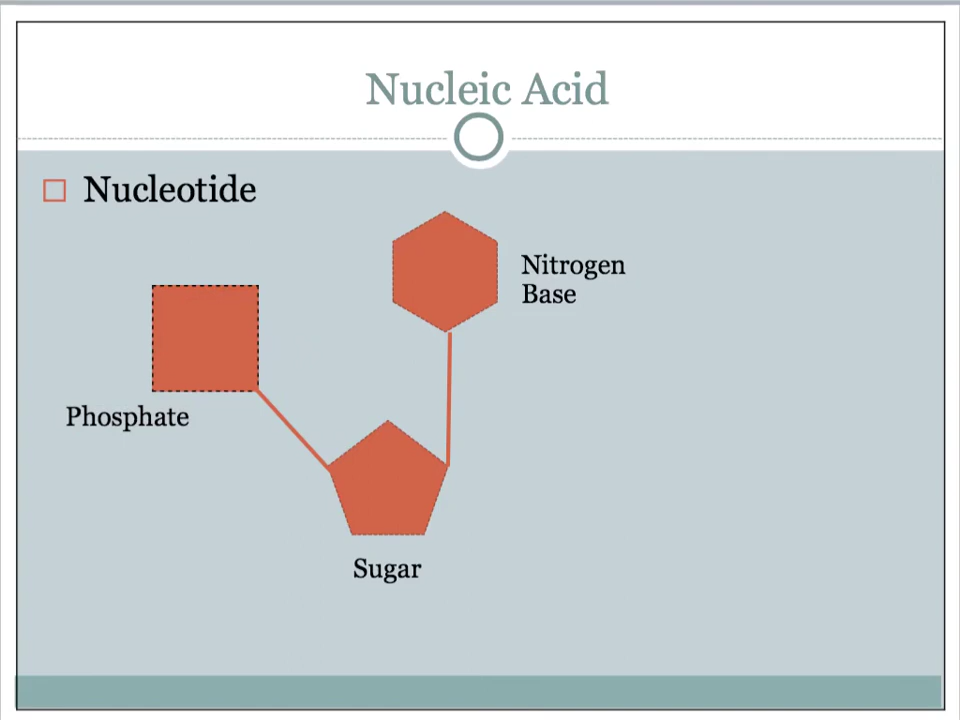 Nucleic Acid
Nucleotide
Nitrogen
Base
Phosphate
Sugar